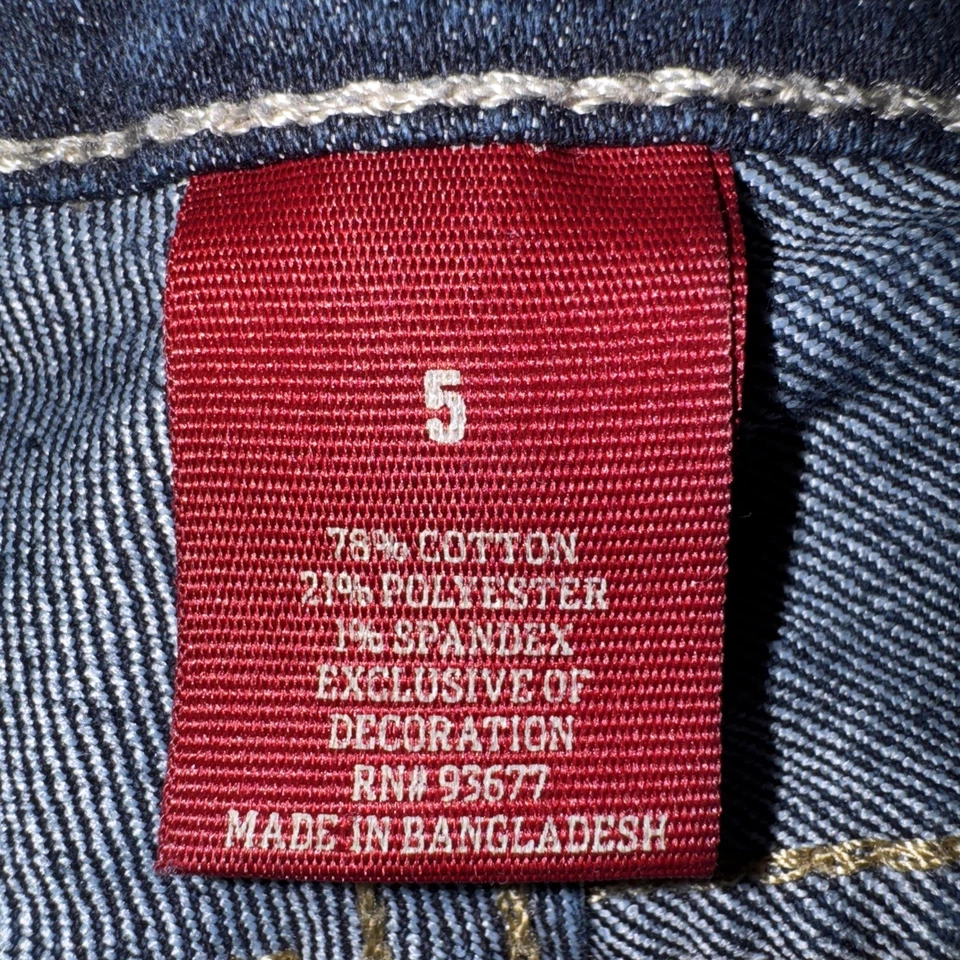 5
78% COTTON
21% POLYESTER
1% SPANDEX
EXCLUSIVE OF
DECORATION
RN# 93677
MADE IN BANGLADESH